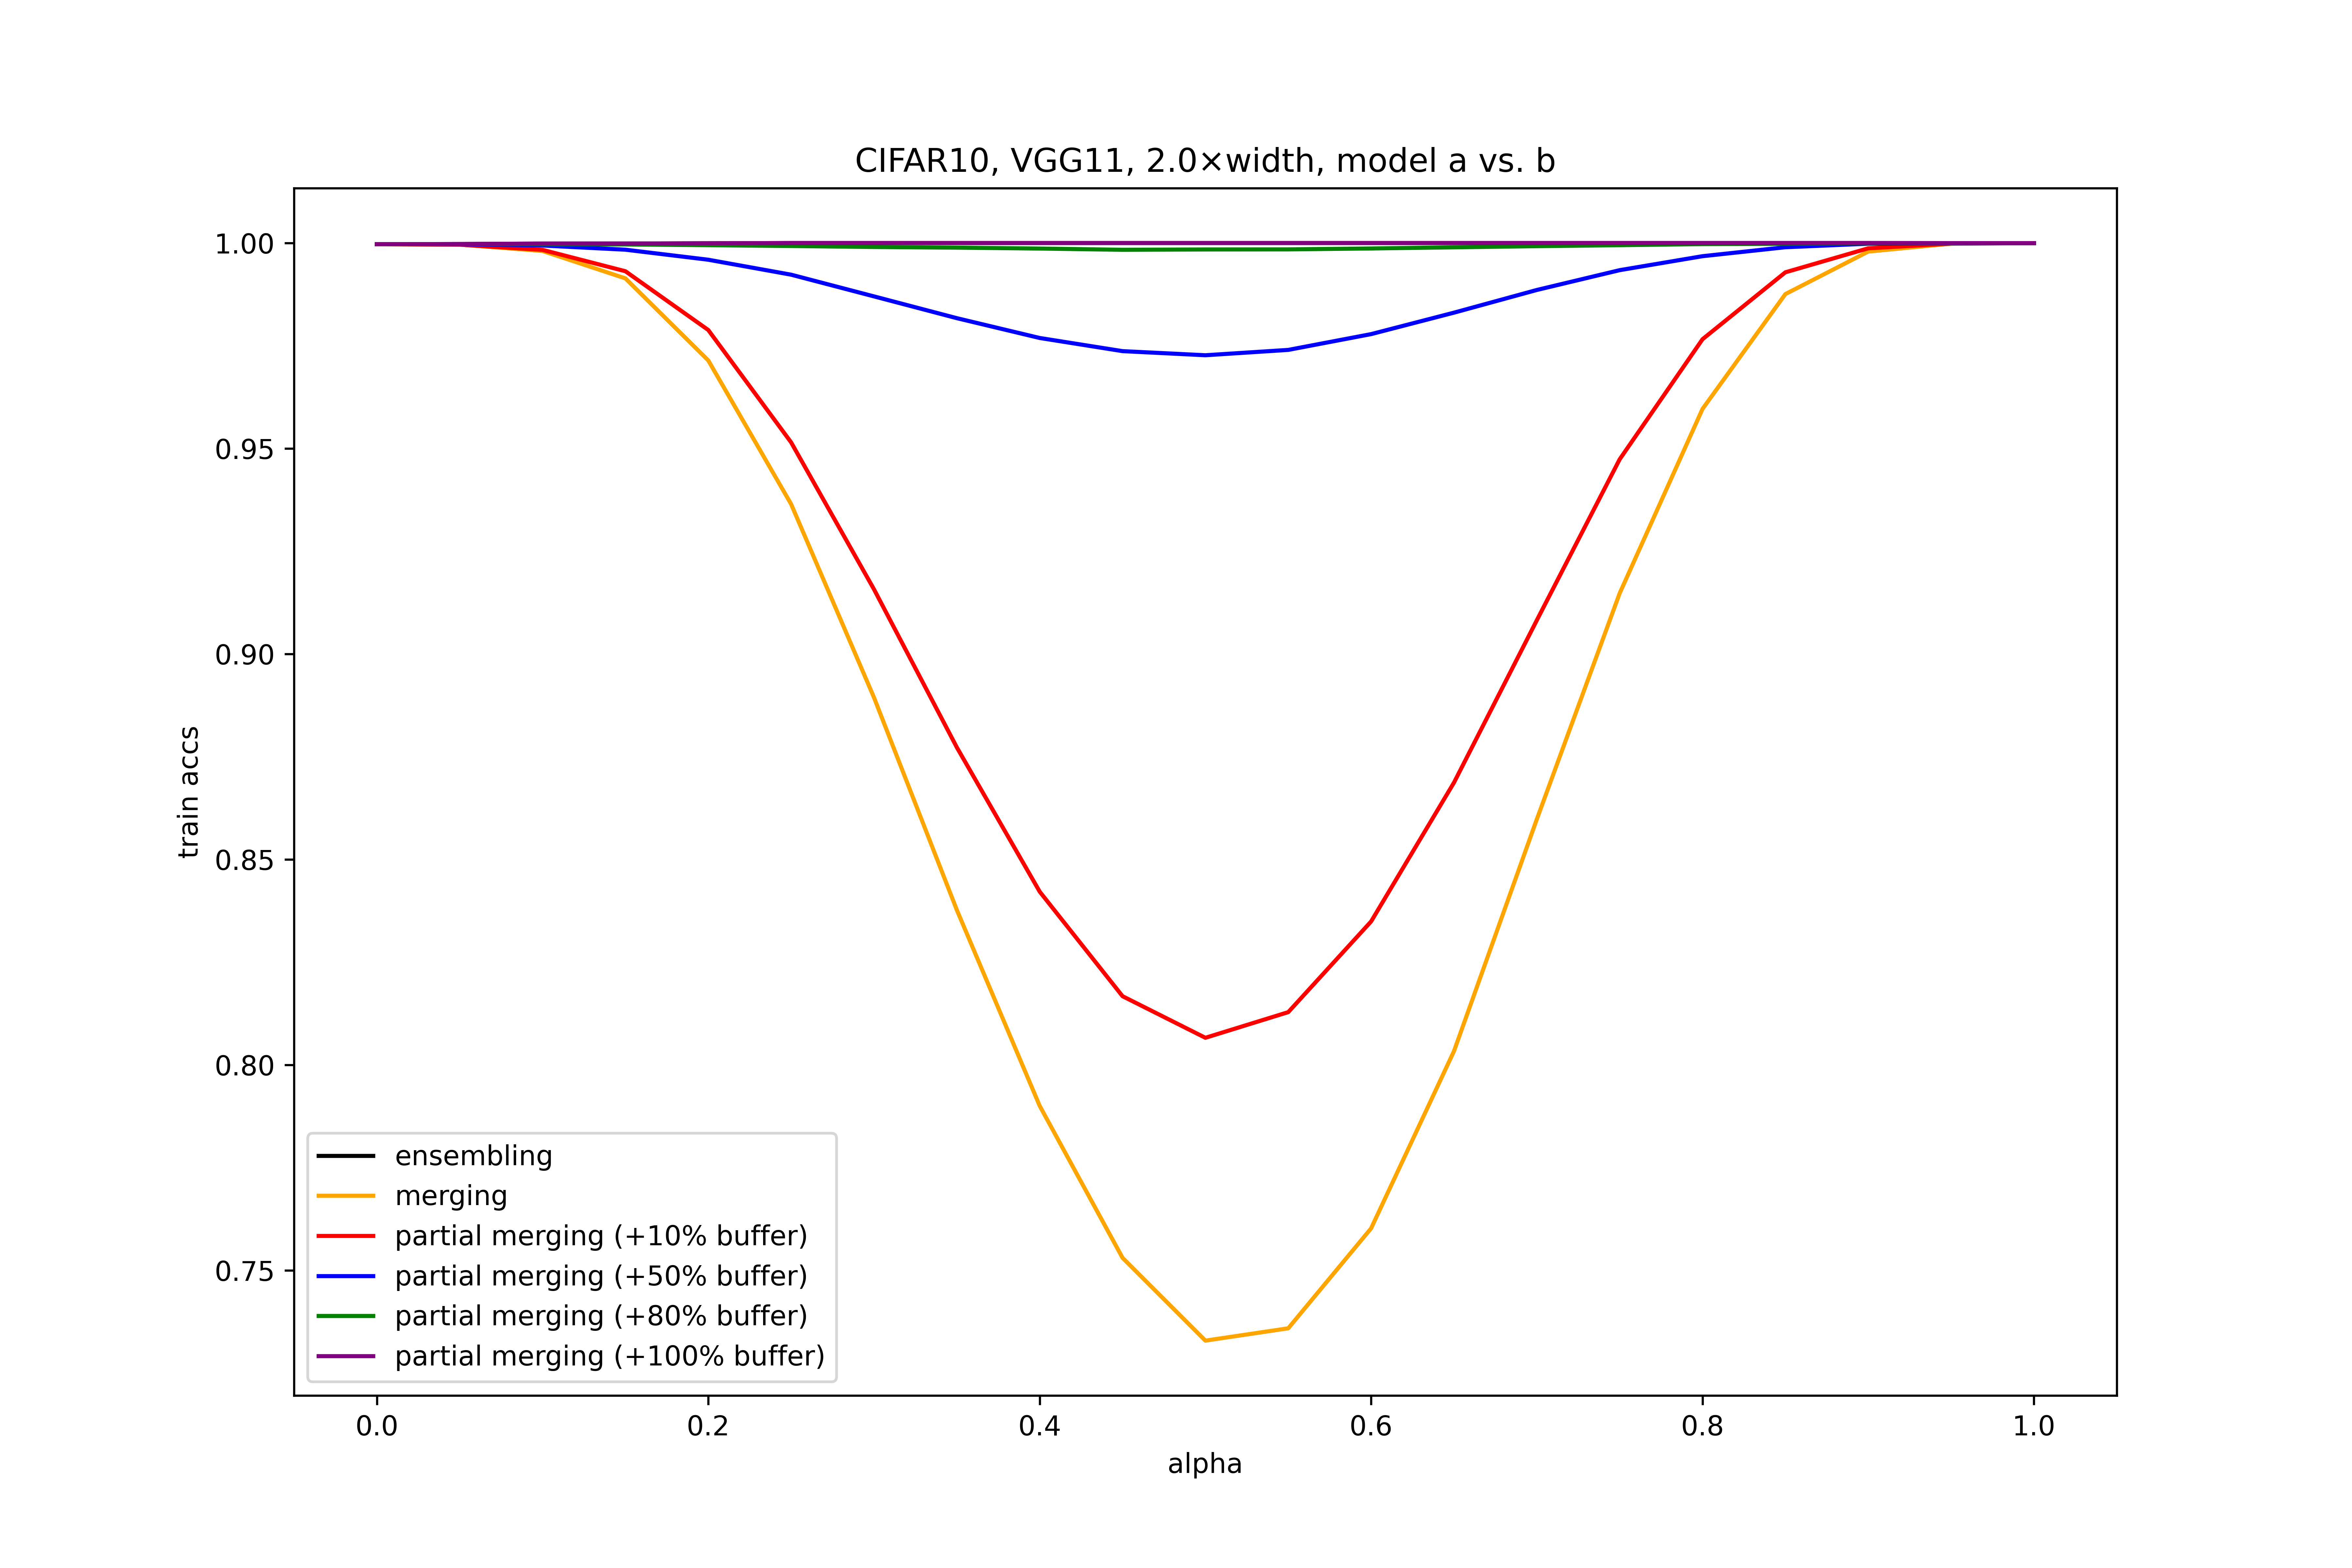 CIFAR10, VGG11, 2.0×width, model a vs. b
1.00
0.95
0.90
0.85
0.80
0.75
train accs
ensembling
merging
partial merging (+10% buffer)
partial merging (+50% buffer)
partial merging (+80% buffer)
partial merging (+100% buffer)
0.0 0.2 0.4 0.6 0.8 1.0
alpha